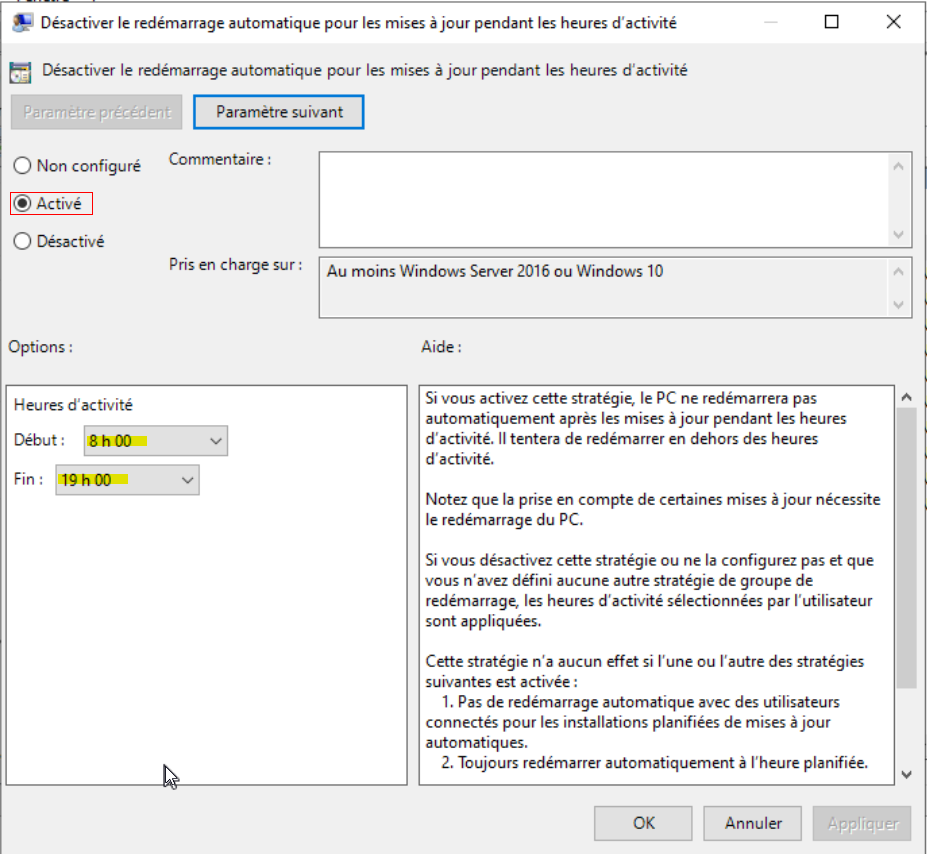 Désactiver le redémarrage automatique pour les mises à jour pendant les heures d'activité
Désactiver le redémarrage automatique pour les mises à jour pendant les heures d'activité
Paramètre précédent
Paramètre suivant
Non configuré
Commentaire :
Activé
Désactivé
Pris en charge sur :
Au moins Windows Server 2016 ou Windows 10
Options :
Aide :
Heures d'activité
Début :
8 h 00
Fin :
19 h 00
Si vous activez cette stratégie, le PC ne redémarrera pas
automatiquement après les mises à jour pendant les heures
d'activité. Il tentera de redémarrer en dehors des heures
d'activité.
Notez que la prise en compte de certaines mises à jour nécessite
le redémarrage du PC.
Si vous désactivez cette stratégie ou ne la configurez pas et que
vous n'avez défini aucune autre stratégie de groupe de
redémarrage, les heures d'activité sélectionnées par l'utilisateur
sont appliquées.
Cette stratégie n'a aucun effet si l'une ou l'autre des stratégies
suivantes est activée :
1. Pas de redémarrage automatique avec des utilisateurs
connectés pour les installations planifiées de mises à jour
automatiques.
2. Toujours redémarrer automatiquement à l'heure planifiée.
OK
Annuler
Appliquer